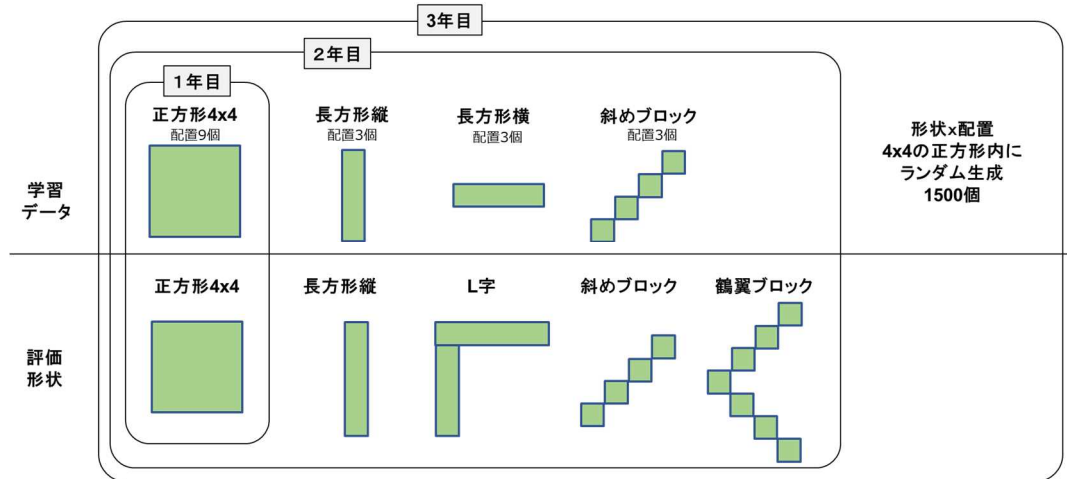 3年目
2年目
1年目
正方形4x4
配置9個
長方形縦
配置3個
長方形横
配置3個
斜めブロック
配置3個
形状x配置
4x4の正方形内に
ランダム生成
1500個
学習
データ
正方形4x4
長方形縦
L字
斜めブロック
鶴翼ブロック
評価
形状